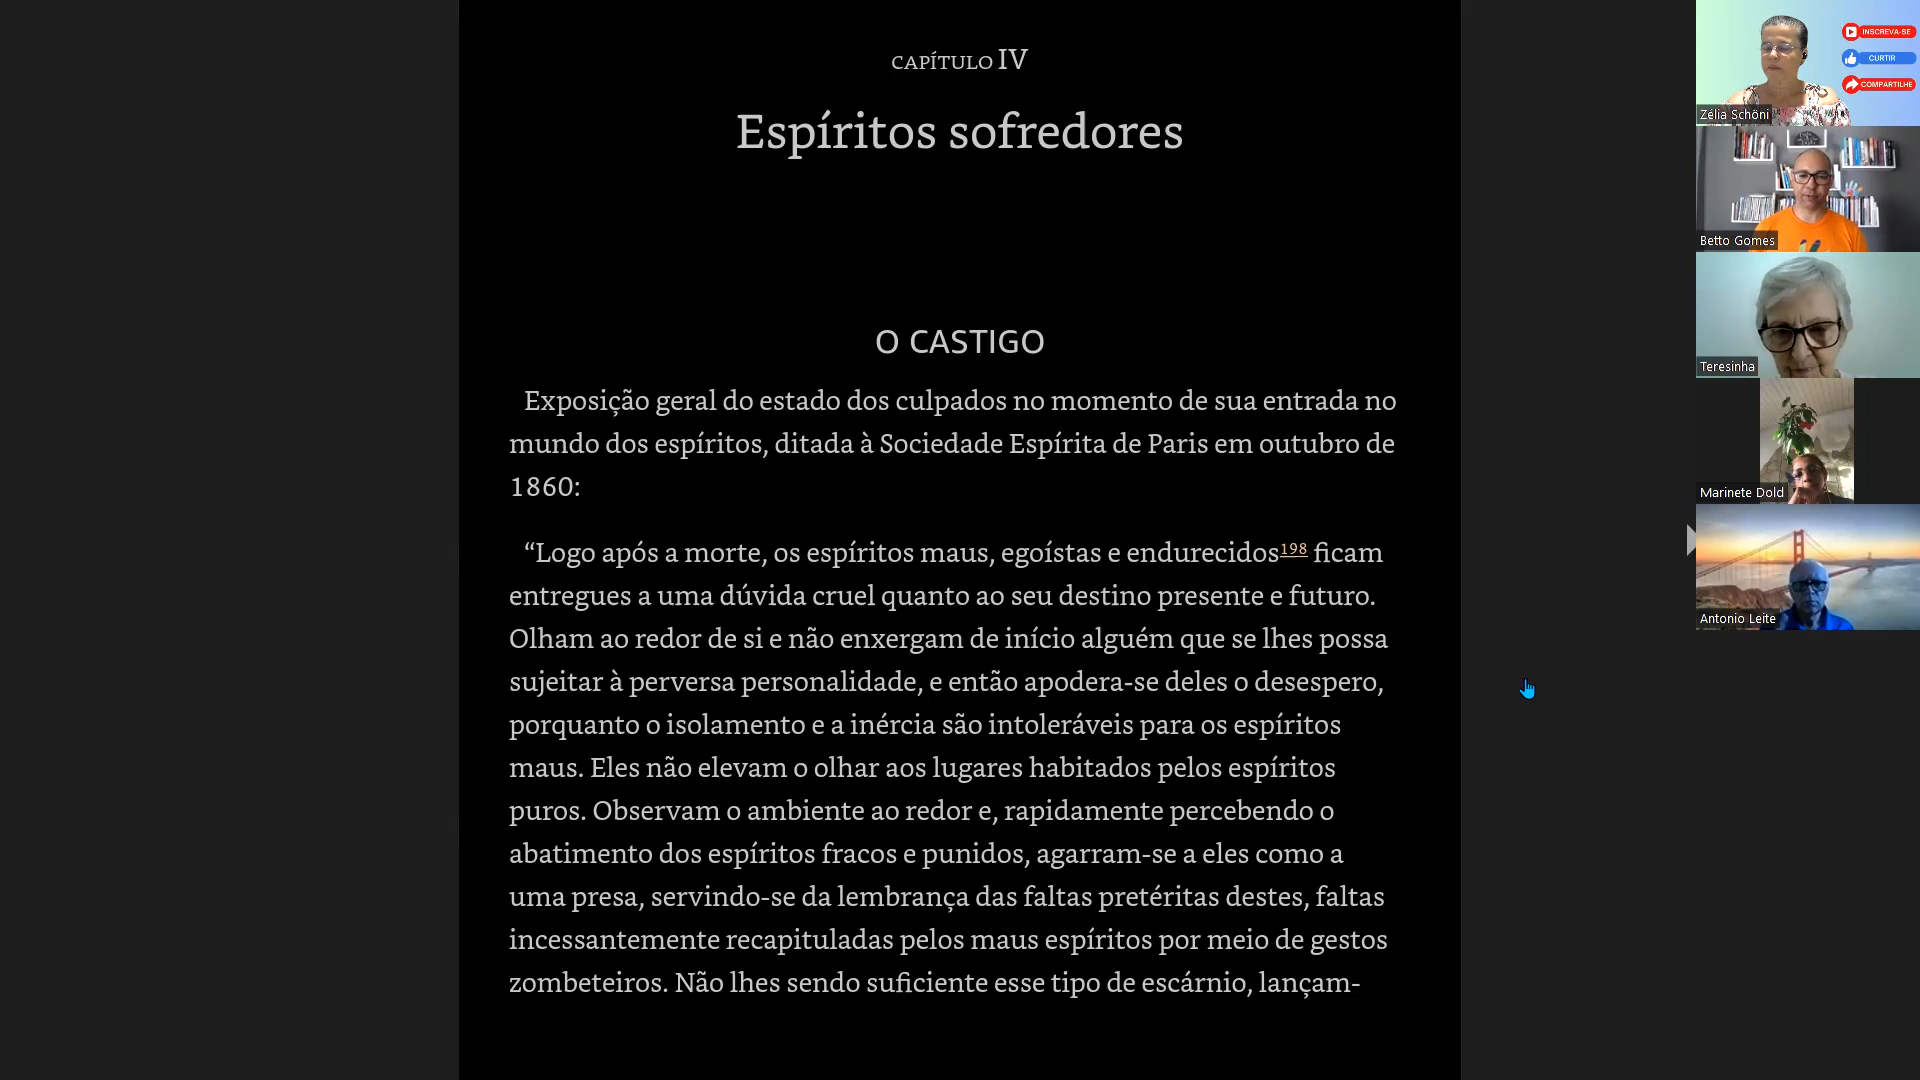 CAPÍTULO IV
Espíritos sofredores
O CASTIGO
Exposição geral do estado dos culpados no momento de sua entrada no
mundo dos espíritos, ditada à Sociedade Espírita de Paris em outubro de
1860:
“Logo após a morte, os espíritos maus, egoístas e endurecidos198 ficam
entregues a uma dúvida cruel quanto ao seu destino presente e futuro.
Olham ao redor de si e não enxergam de início alguém que se lhes possa
sujeitar à perversa personalidade, e então apodera-se deles o desespero,
porquanto o isolamento e a inércia são intoleráveis para os espíritos
maus. Eles não elevam o olhar aos lugares habitados pelos espíritos
puros. Observam o ambiente ao redor e, rapidamente percebendo o
abatimento dos espíritos fracos e punidos, agarram-se a eles como a
uma presa, servindo-se da lembrança das faltas pretéritas destes, faltas
incessantemente recapituladas pelos maus espíritos por meio de gestos
zombeteiros. Não lhes sendo suficiente esse tipo de escárnio, lançam-
INSCREVA-SE
CURTIR
COMPARTILHE
Zélia Schöni
Betto Gomes
Teresinha
Marinete Dold
Antonio Leite